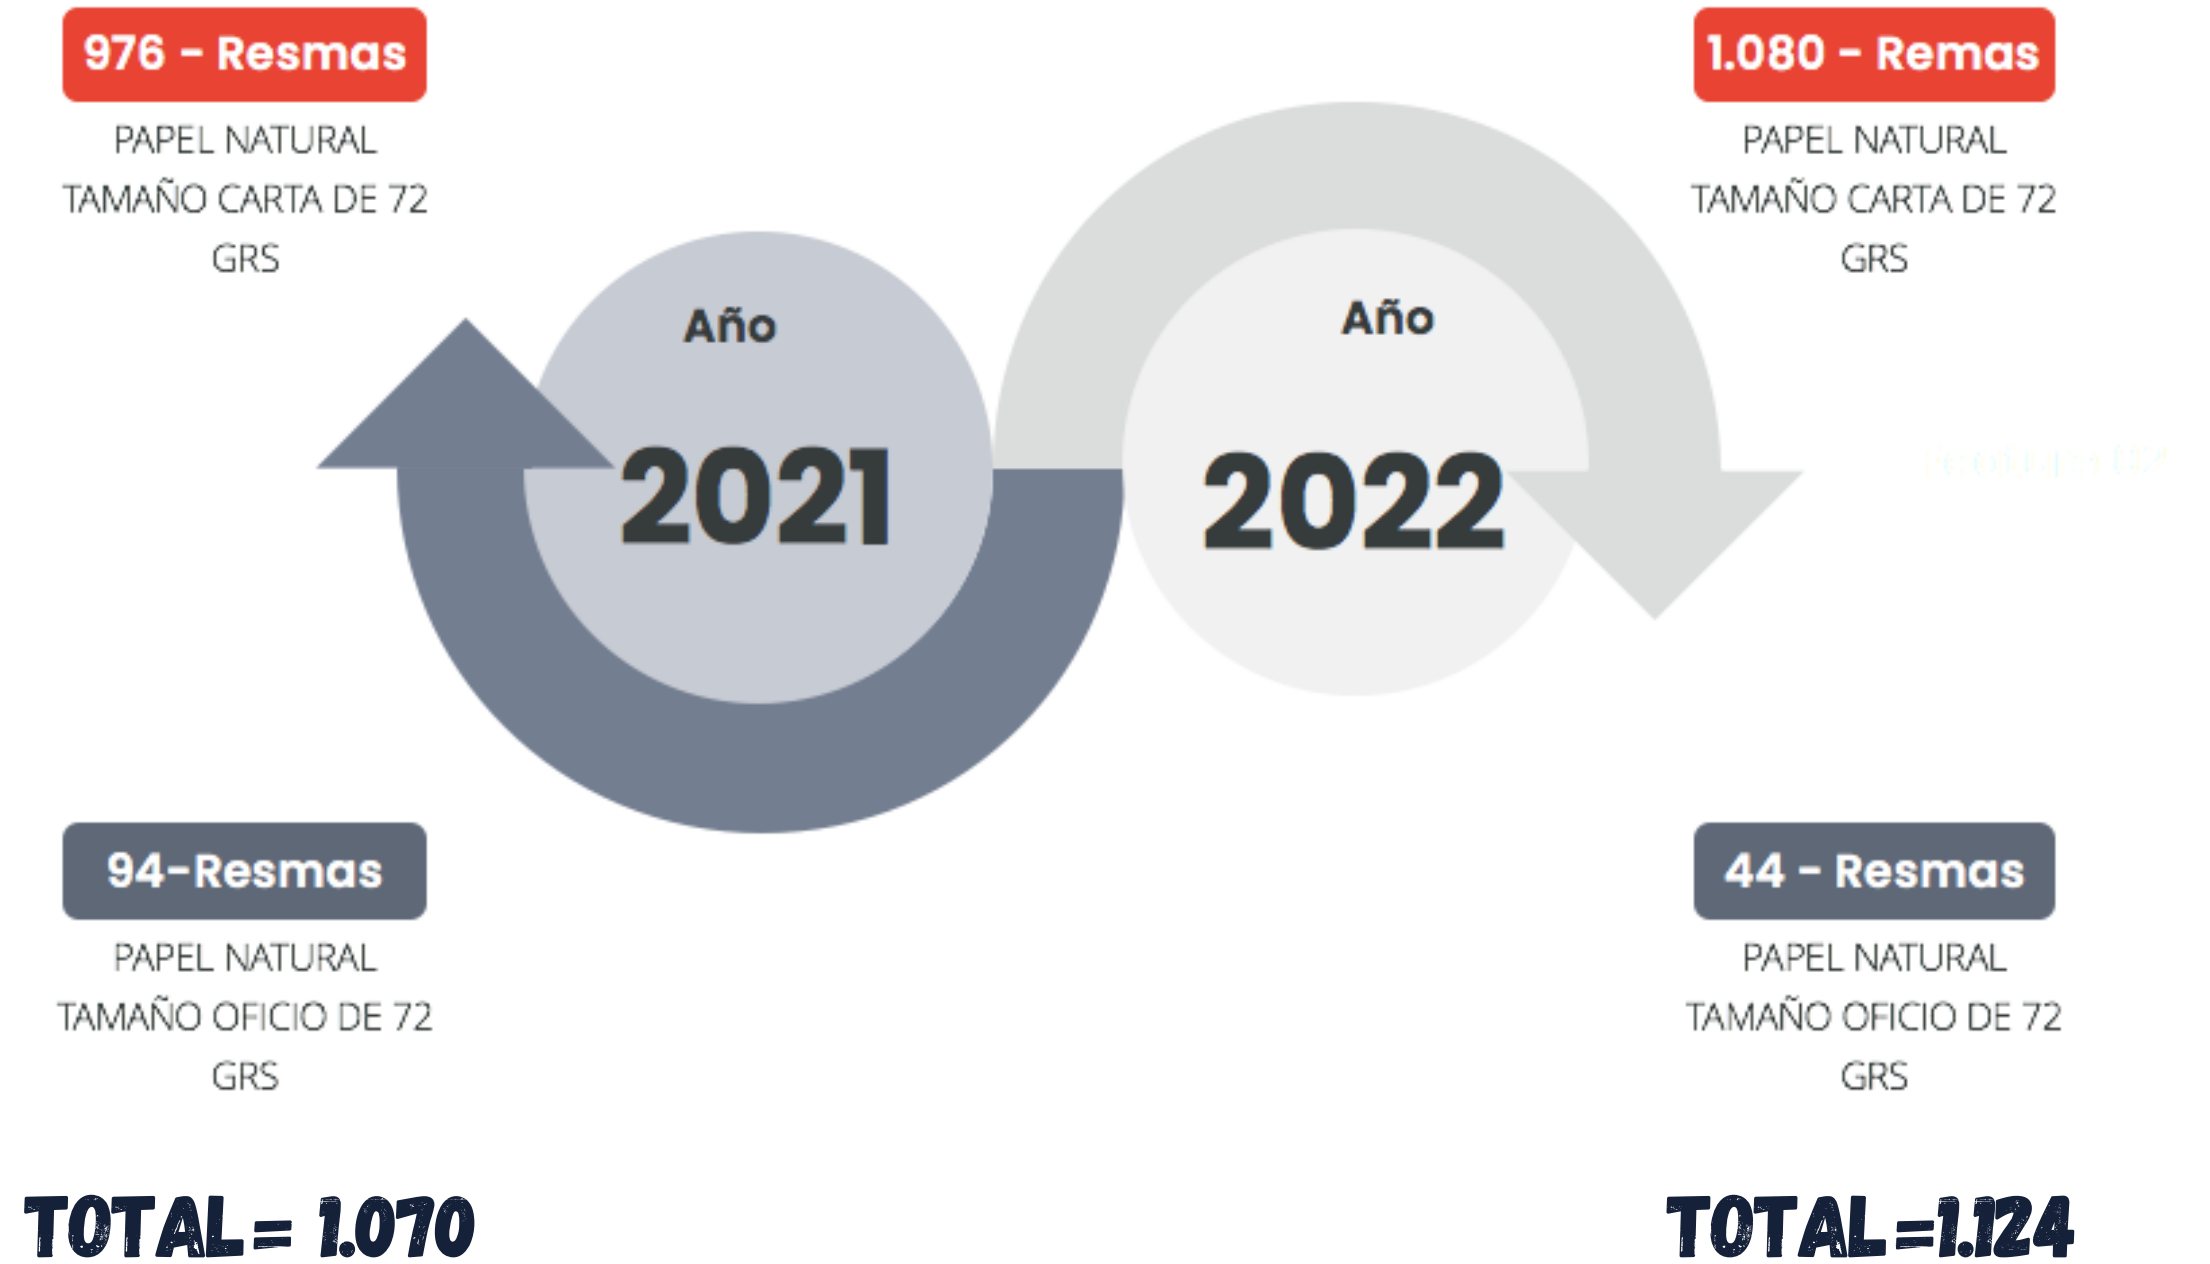 976 - Resmas
PAPEL NATURAL
TAMAÑO CARTA DE 72
GRS
94-Resmas
PAPEL NATURAL
TAMAÑO OFICIO DE 72
GRS
TOTAL= 1.070
Año
2021
Año
2022
1.080 - Remas
PAPEL NATURAL
TAMAÑO CARTA DE 72
GRS
44 - Resmas
PAPEL NATURAL
TAMAÑO OFICIO DE 72
GRS
TOTAL=1.124